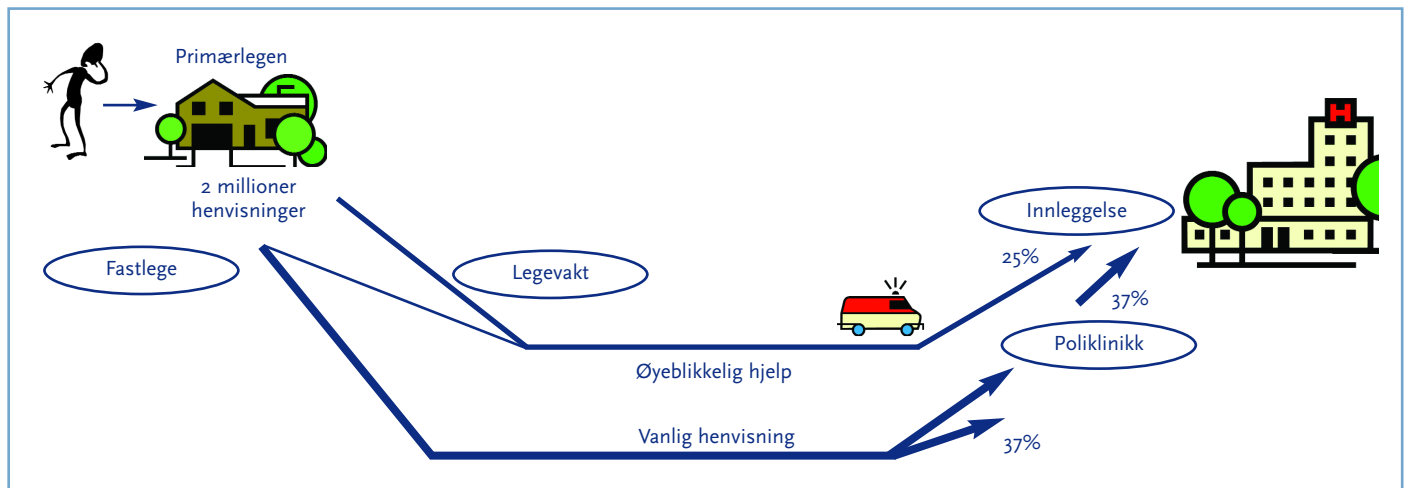 Primærlegen
2 millioner
henvisninger
Fastlege
Legevakt
Øyeblikkelig hjelp
Vanlig henvisning
Innleggelse
25%
37%
Poliklinikk
37%
H